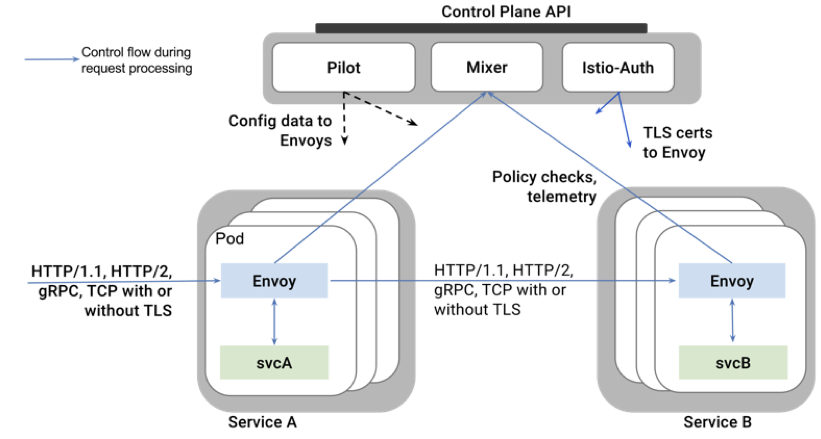 Control Plane API
Control flow during
request processing
Pilot
Mixer
Istio-Auth
Config data to
Envoys
TLS certs
to Envoy
Policy checks,
telemetry
Pod
HTTP/1.1, HTTP/2,
gRPC, TCP with or
without TLS
Envoy
HTTP/1.1, HTTP/2,
gRPC, TCP with or
without TLS
Envoy
svcA
svcB
Service A
Service B